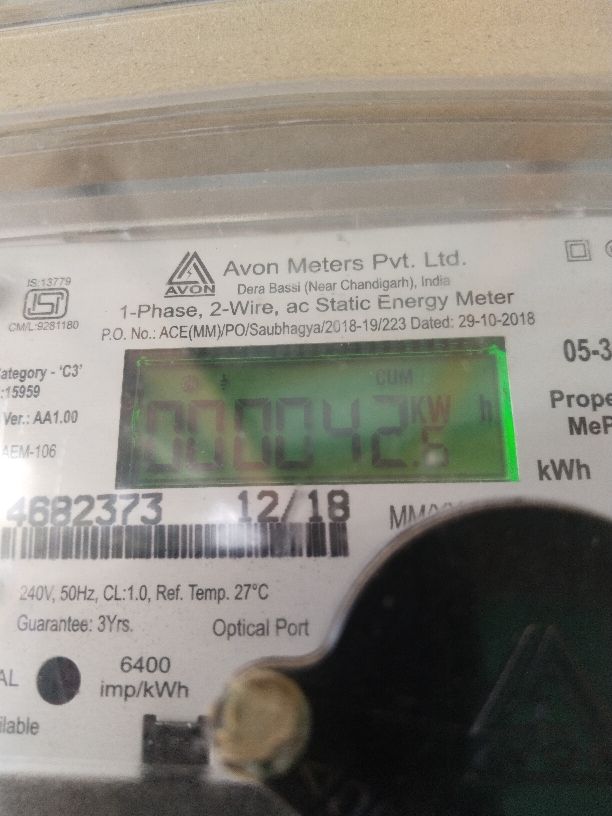 Avon Meters Pvt. Ltd.
Dera Bassi (Near Chandigarh), India
AVON
IS:13779
ISI
CM/L:9281180
1-Phase, 2-Wire, ac Static Energy Meter
P.O. No.: ACE(MM)/PO/Saubhagya/2018-19/223 Dated: 29-10-2018
ategory - 'C3'
:15959
Ver.: AA1.00
AEM-106
CUM
000042.5 KW h
kWh
05-3
Prope
MeP
4682373 12/18
240V, 50Hz, CL:1.0, Ref. Temp. 27°C
Guarantee: 3Yrs.
Optical Port
AL
6400
imp/kWh
ilable